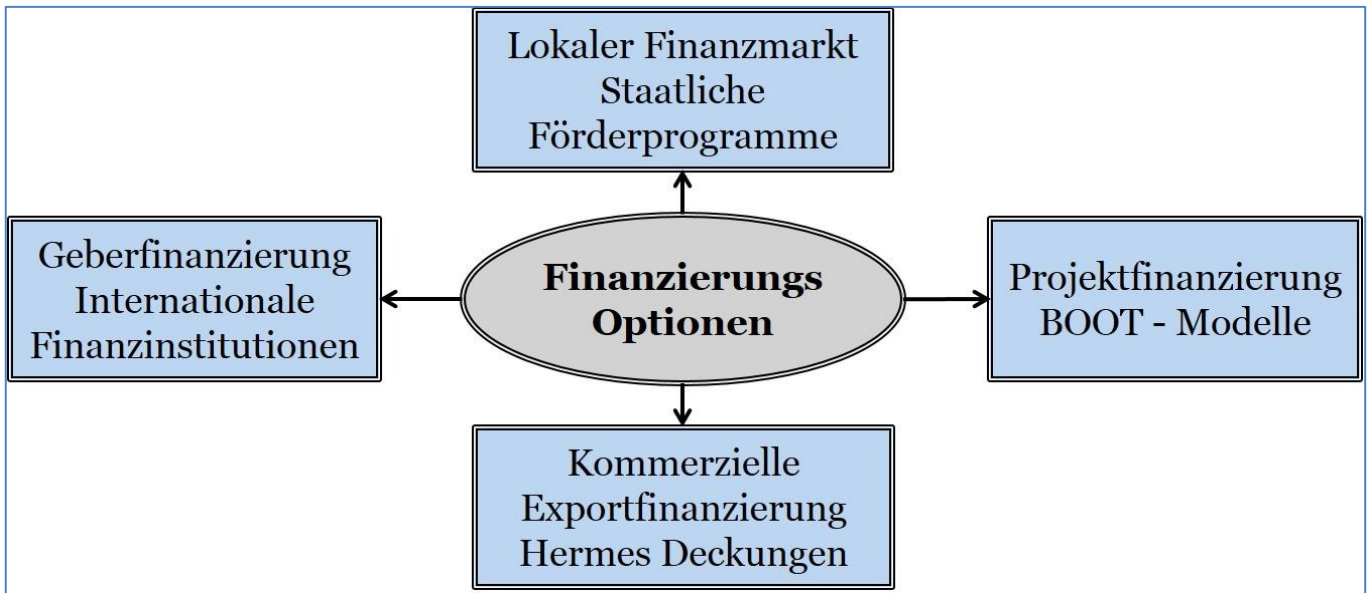 Lokaler Finanzmarkt
Staatliche
Förderprogramme
Geberfinanzierung
Internationale
Finanzinstitutionen
Finanzierungs
Optionen
Projektfinanzierung
BOOT - Modelle
Kommerzielle
Exportfinanzierung
Hermes Deckungen